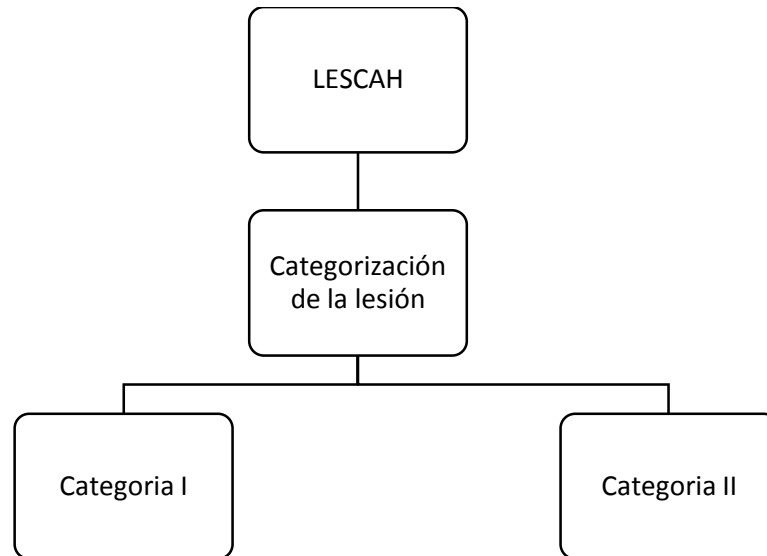 LESCAH
Categorización
de la lesión
Categoria I
Categoria II